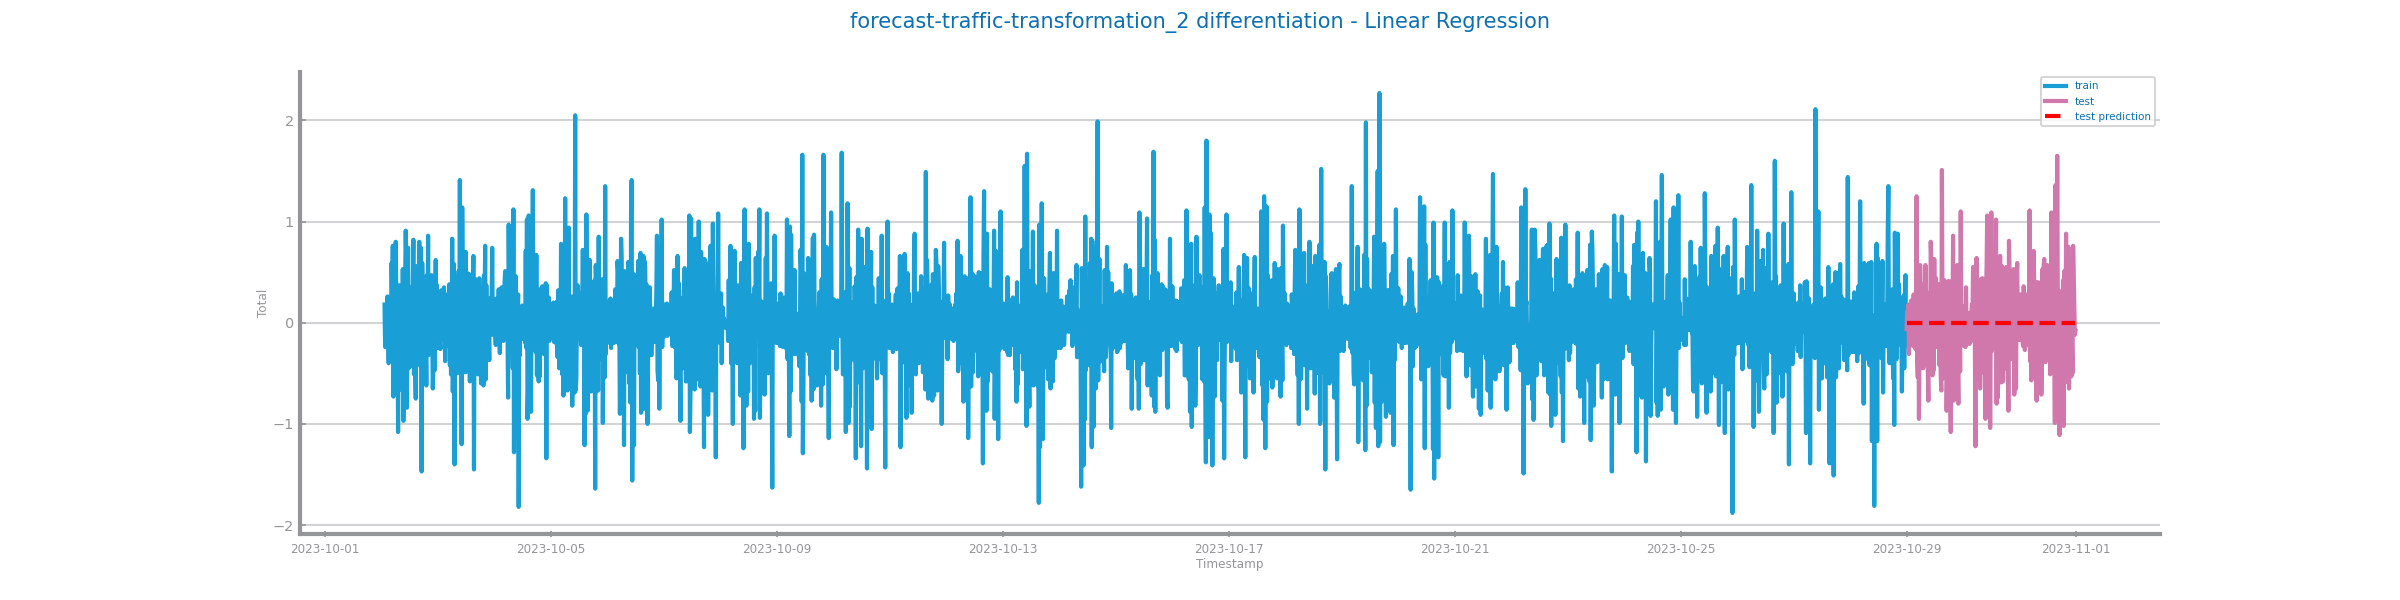 forecast-traffic-transformation_2 differentiation - Linear Regression
train
test
test prediction
2
1
0
−1
−2
Total
2023-10-01
2023-10-05
2023-10-09
2023-10-13
2023-10-17
2023-10-21
2023-10-25
2023-10-29
2023-11-01
Timestamp